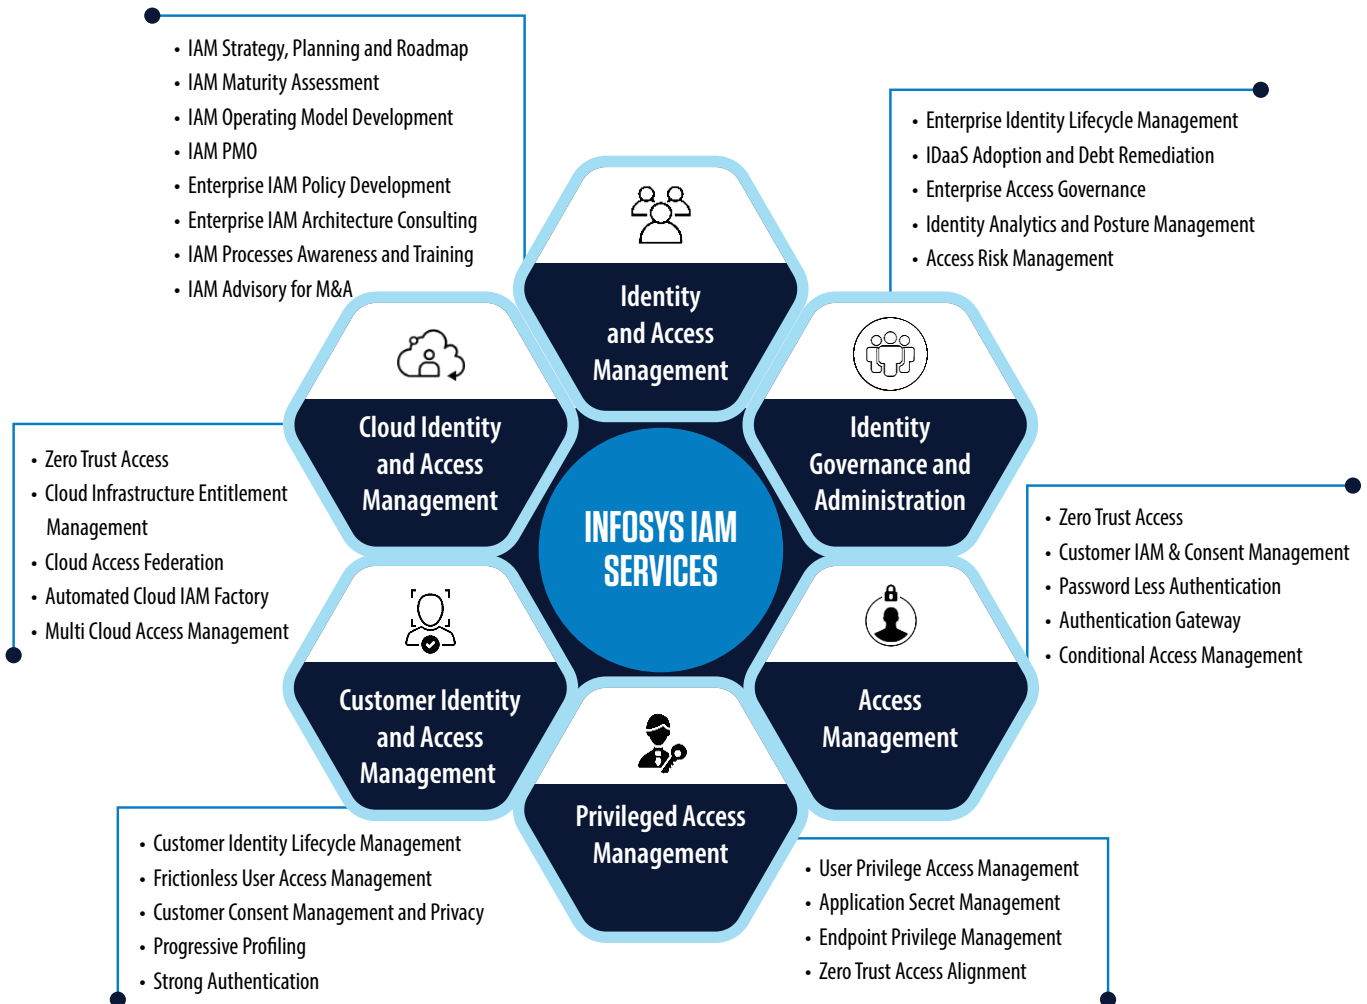 • IAM Strategy, Planning and Roadmap
• IAM Maturity Assessment
• IAM Operating Model Development
• IAM PMO
• Enterprise IAM Policy Development
• Enterprise IAM Architecture Consulting
• IAM Processes Awareness and Training
• IAM Advisory for M&A
• Enterprise Identity Lifecycle Management
• IDaaS Adoption and Debt Remediation
• Enterprise Access Governance
• Identity Analytics and Posture Management
• Access Risk Management
Identity
and Access
Management
Cloud Identity
and Access
Management
Identity
Governance and
Administration
• Zero Trust Access
• Cloud Infrastructure Entitlement
Management
• Cloud Access Federation
• Automated Cloud IAM Factory
• Multi Cloud Access Management
INFOSYS IAM
SERVICES
• Zero Trust Access
• Customer IAM & Consent Management
• Password Less Authentication
• Authentication Gateway
• Conditional Access Management
Customer Identity
and Access
Management
Access
Management
Privileged Access
Management
• Customer Identity Lifecycle Management
• Frictionless User Access Management
• Customer Consent Management and Privacy
• Progressive Profiling
• Strong Authentication
• User Privilege Access Management
• Application Secret Management
• Endpoint Privilege Management
• Zero Trust Access Alignment